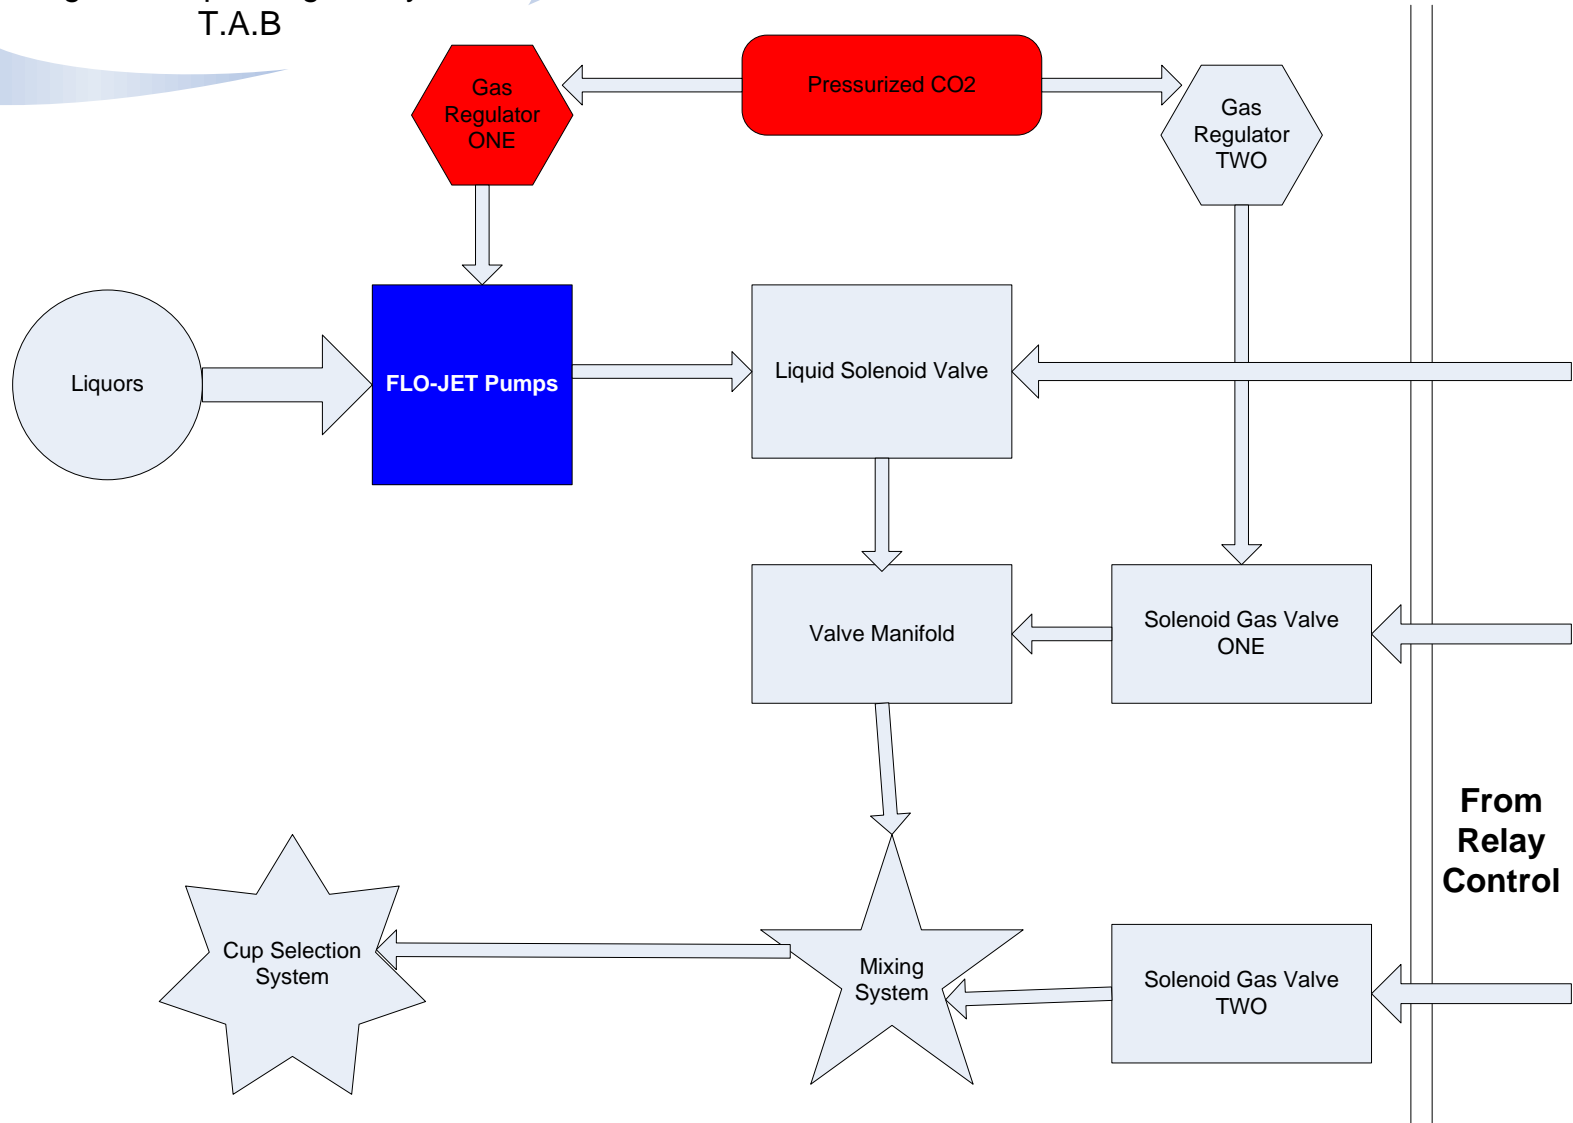 T.A.B
Gas
Regulator
ONE
Pressurized CO2
Gas
Regulator
TWO
Liquors
FLO-JET Pumps
Liquid Solenoid Valve
Valve Manifold
Solenoid Gas Valve
ONE
From
Relay
Control
Cup Selection
System
Mixing
System
Solenoid Gas Valve
TWO